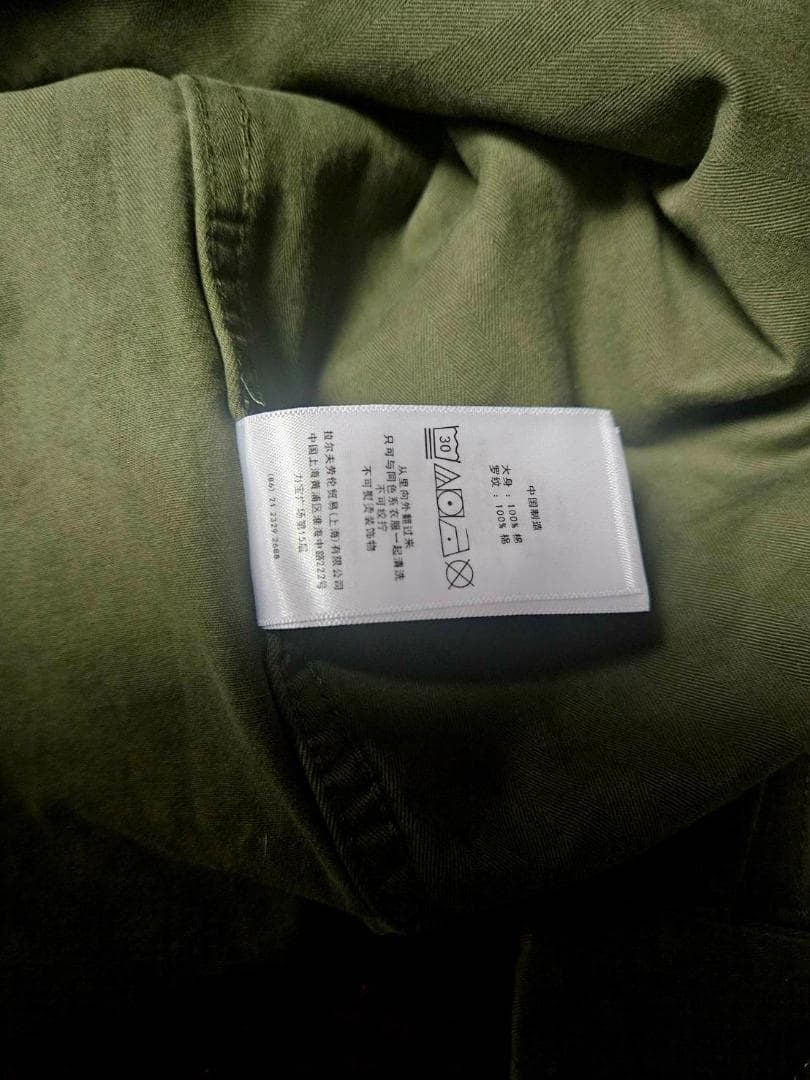 中国制造
大身：100% 棉
罗纹：100% 棉
30
从里向外翻过来
只可与同色系衣服一起清洗
不可绞拧
不可熨烫装饰物
拉尔夫劳伦贸易(上海)有限公司
中国上海黄浦区淮海中路222号
力宝广场第15层
(86) 21 2329 2688